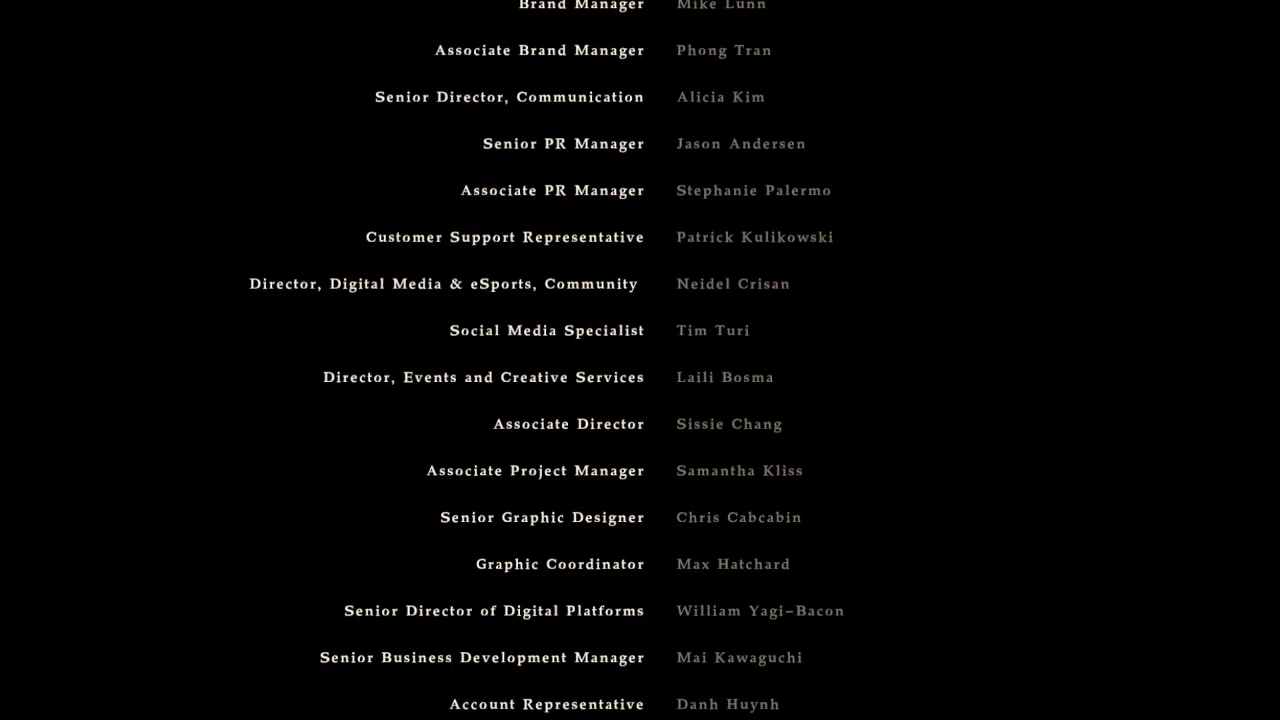 Brand Manager Mike Lunn
Associate Brand Manager Phong Tran
Senior Director, Communication Alicia Kim
Senior PR Manager Jason Andersen
Associate PR Manager Stephanie Palermo
Customer Support Representative Patrick Kulikowski
Director, Digital Media & eSports, Community Neidel Crisan
Social Media Specialist Tim Turi
Director, Events and Creative Services Laili Bosma
Associate Director Sissie Chang
Associate Project Manager Samantha Kliss
Senior Graphic Designer Chris Cabcabin
Graphic Coordinator Max Hatchard
Senior Director of Digital Platforms William Yagi-Bacon
Senior Business Development Manager Mai Kawaguchi
Account Representative Danh Huynh